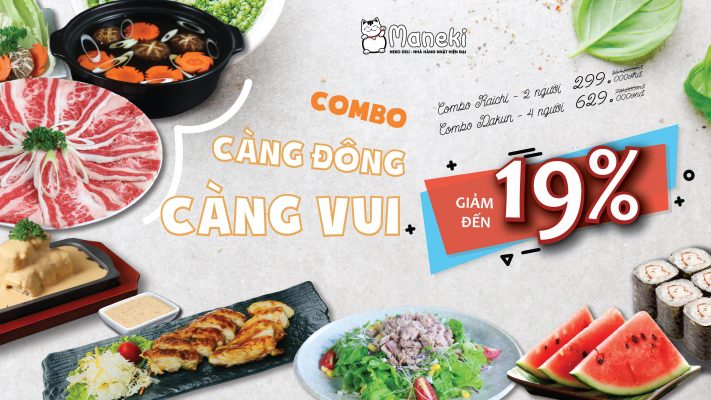 Maneki
NEKO DELI - NHÀ HÀNG NHẬT HIỆN ĐẠI
COMBO
CÀNG ĐÔNG
CÀNG VUI
Combo Raichi - 2 người 299.000vnđ
Combo Dakun - 4 người 629.000vnđ
GIẢM
ĐẾN
19%